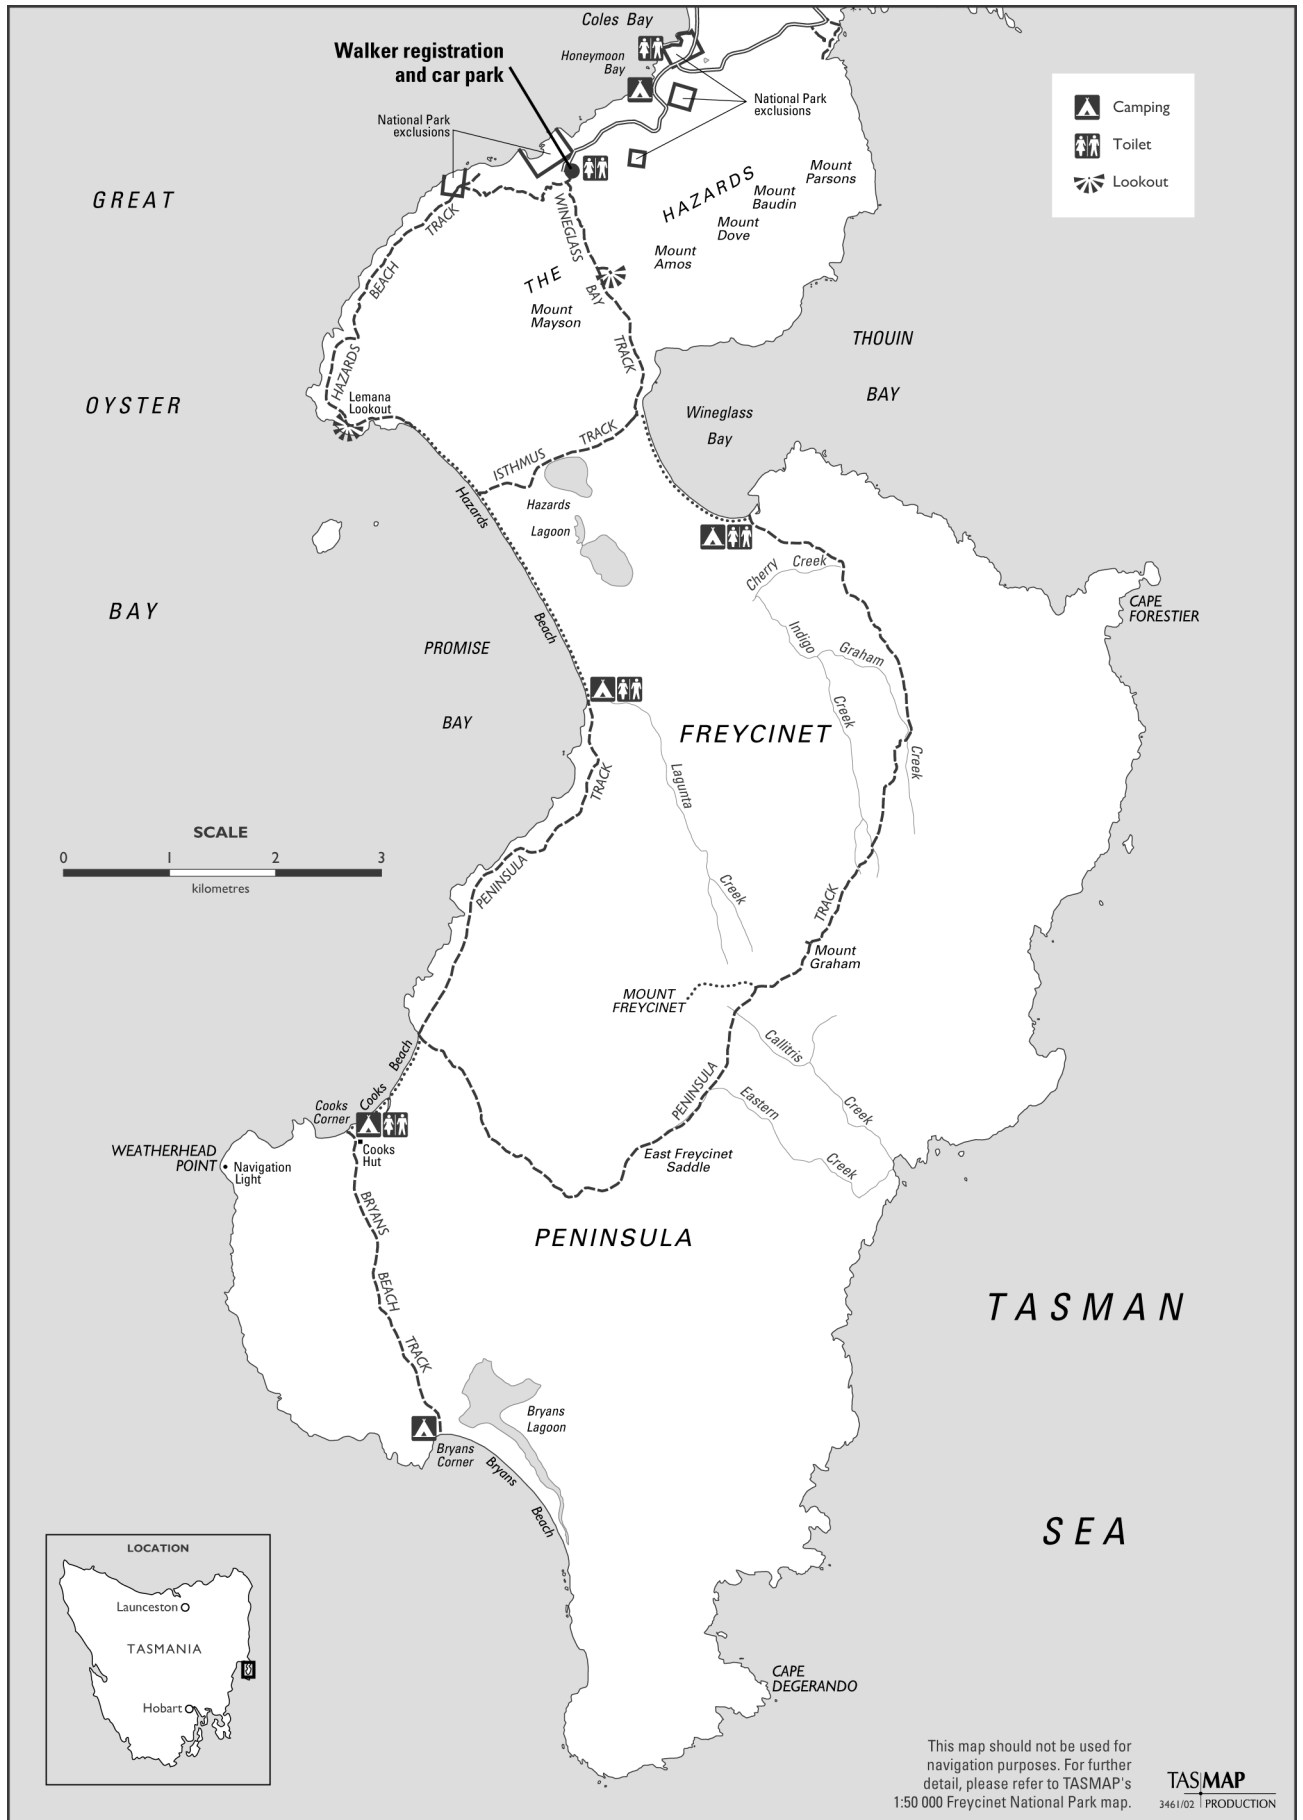 Coles Bay
Walker registration
and car park
Honeymoon
Bay
National Park
exclusions
National Park
exclusions
Camping
Toilet
Lookout
GREAT
OYSTER
BAY
HAZARDS
THE
Mount
Parsons
Mount
Baudin
Mount
Dove
Mount
Amos
Mount
Mayson
WINEGLASS
BAY
TRACK
TRACK
BEACH
HAZARDS
Lemana
Lookout
THOUIN
BAY
Wineglass
Bay
ISTHMUS
TRACK
Hazards
Lagoon
Hazards
Beach
Cherry
Creek
Indigo
Creek
Graham
Creek
CAPE
FORESTIER
PROMISE
BAY
FREYCINET
Lagunta
Creek
TRACK
PENINSULA
SCALE
0
1
2
3
kilometres
TRACK
Mount
Graham
MOUNT
FREYCINET
Callitris
Creek
PENINSULA
Eastern
Creek
East Freycinet
Saddle
Cooks
Beach
Cooks
Corner
Cooks
Hut
WEATHERHEAD
POINT
Navigation
Light
BRYANS
BEACH
TRACK
PENINSULA
TASMAN
SEA
Bryans
Lagoon
Bryans
Corner
Bryans
Beach
CAPE
DEGERANDO
LOCATION
Launceston
TASMANIA
Hobart
This map should not be used for
navigation purposes. For further
detail, please refer to TASMAP's
1:50 000 Freycinet National Park map.
TASMAP
3461/02 PRODUCTION